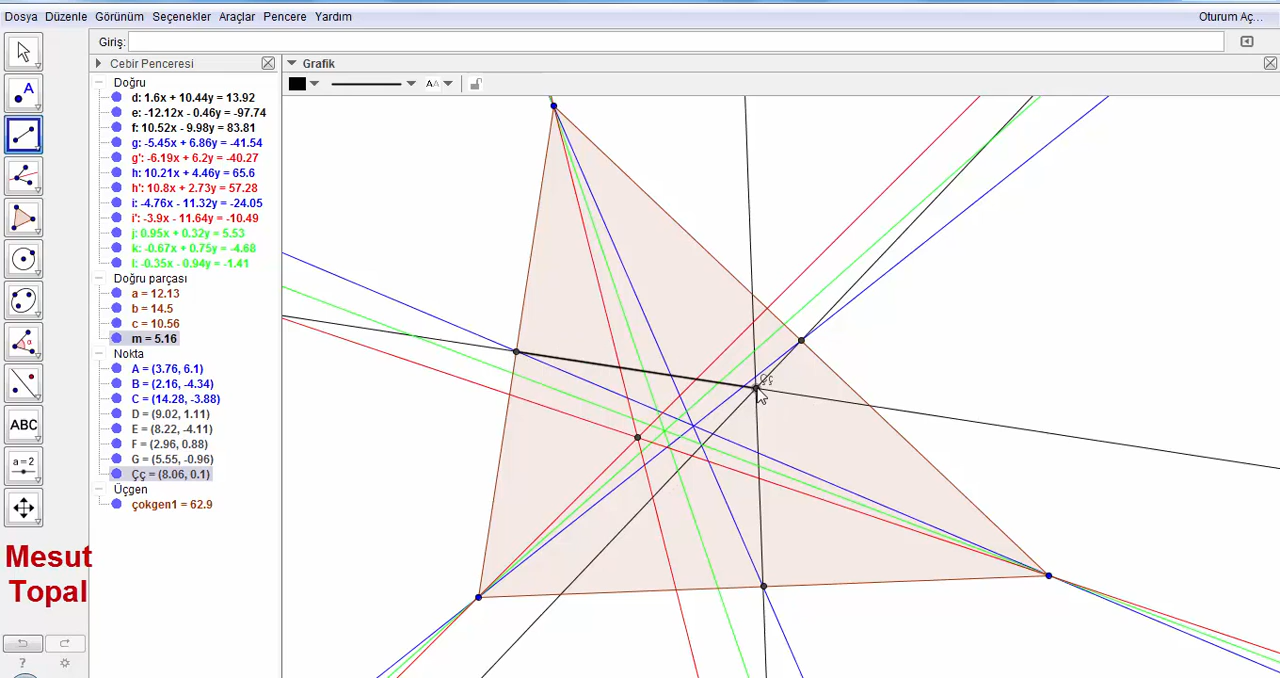 Dosya Düzenle Görünüm Seçenekler Araçlar Pencere Yardım Oturum Aç...
Giriş:
Cebir Penceresi Grafik
Doğru
d: 1.6x + 10.44y = 13.92
e: -12.12x - 0.46y = -97.74
f: 10.52x - 9.98y = 83.81
g: -5.45x + 6.86y = -41.54
g': -6.19x + 6.2y = -40.27
h: 10.21x + 4.46y = 65.6
h': 10.8x + 2.73y = 57.28
i: -4.76x - 11.32y = -24.05
i': -3.9x - 11.64y = -10.49
j: 0.95x + 0.32y = 5.53
k: -0.67x + 0.75y = -4.68
l: -0.35x - 0.94y = -1.41
Doğru parçası
a = 12.13
b = 14.5
c = 10.56
m = 5.16
Nokta
A = (3.76, 6.1)
B = (2.16, -4.34)
C = (14.28, -3.88)
D = (9.02, 1.11)
E = (8.22, -4.11)
F = (2.96, 0.88)
G = (5.55, -0.96)
Çç = (8.06, 0.1)
Üçgen
çokgen1 = 62.9
A
α
ABC
a = 2
AA
Çç
Mesut
Topal
?